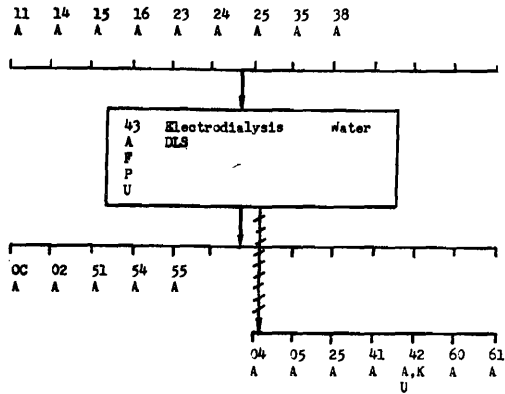 11 14 15 16 23 24 25 35 38
A A A A A A A A A
43 Electrodialysis Water
A DLS
F
P
U
0C 02 51 54 55
A A A A A
04 05 25 41 42 60 61
A A A A A,K A A
U